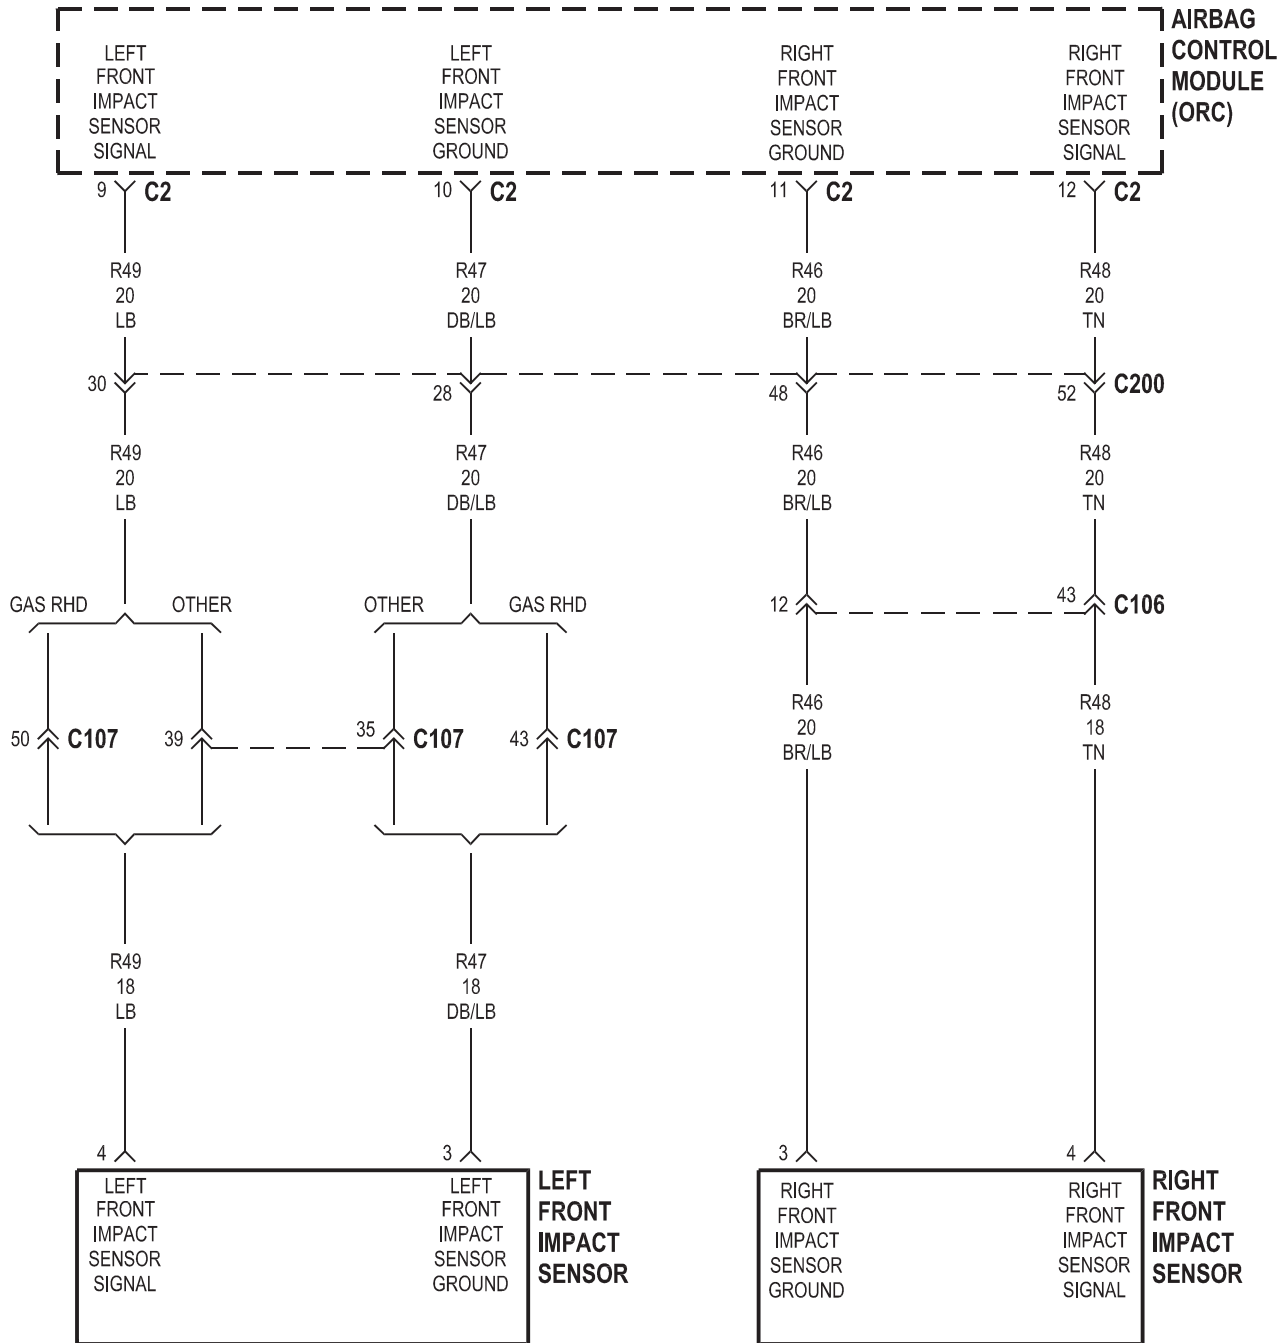 AIRBAG
CONTROL
MODULE
(ORC)
LEFT
FRONT
IMPACT
SENSOR
SIGNAL
LEFT
FRONT
IMPACT
SENSOR
GROUND
RIGHT
FRONT
IMPACT
SENSOR
GROUND
RIGHT
FRONT
IMPACT
SENSOR
SIGNAL
9 C2
10 C2
11 C2
12 C2
R49
20
LB
R47
20
DB/LB
R46
20
BR/LB
R48
20
TN
30
28
48
52 C200
R49
20
LB
R47
20
DB/LB
R46
20
BR/LB
R48
20
TN
GAS RHD
OTHER
OTHER
GAS RHD
12
43 C106
50 C107
39
35 C107
43 C107
R46
20
BR/LB
R48
18
TN
R49
18
LB
R47
18
DB/LB
4
3
3
4
LEFT
FRONT
IMPACT
SENSOR
SIGNAL
LEFT
FRONT
IMPACT
SENSOR
GROUND
LEFT
FRONT
IMPACT
SENSOR
RIGHT
FRONT
IMPACT
SENSOR
GROUND
RIGHT
FRONT
IMPACT
SENSOR
SIGNAL
RIGHT
FRONT
IMPACT
SENSOR